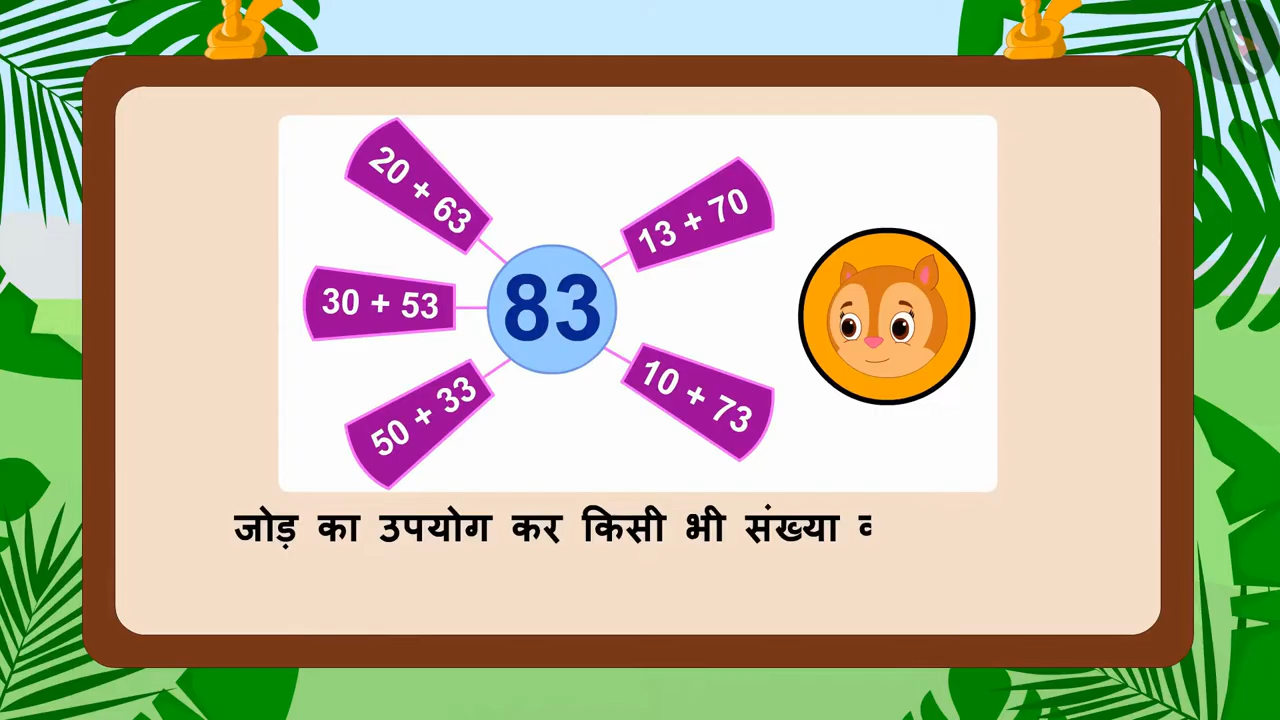 20 + 63
13 + 70
30 + 53
83
50 + 33
10 + 73
जोड़ का उपयोग कर किसी भी संख्या